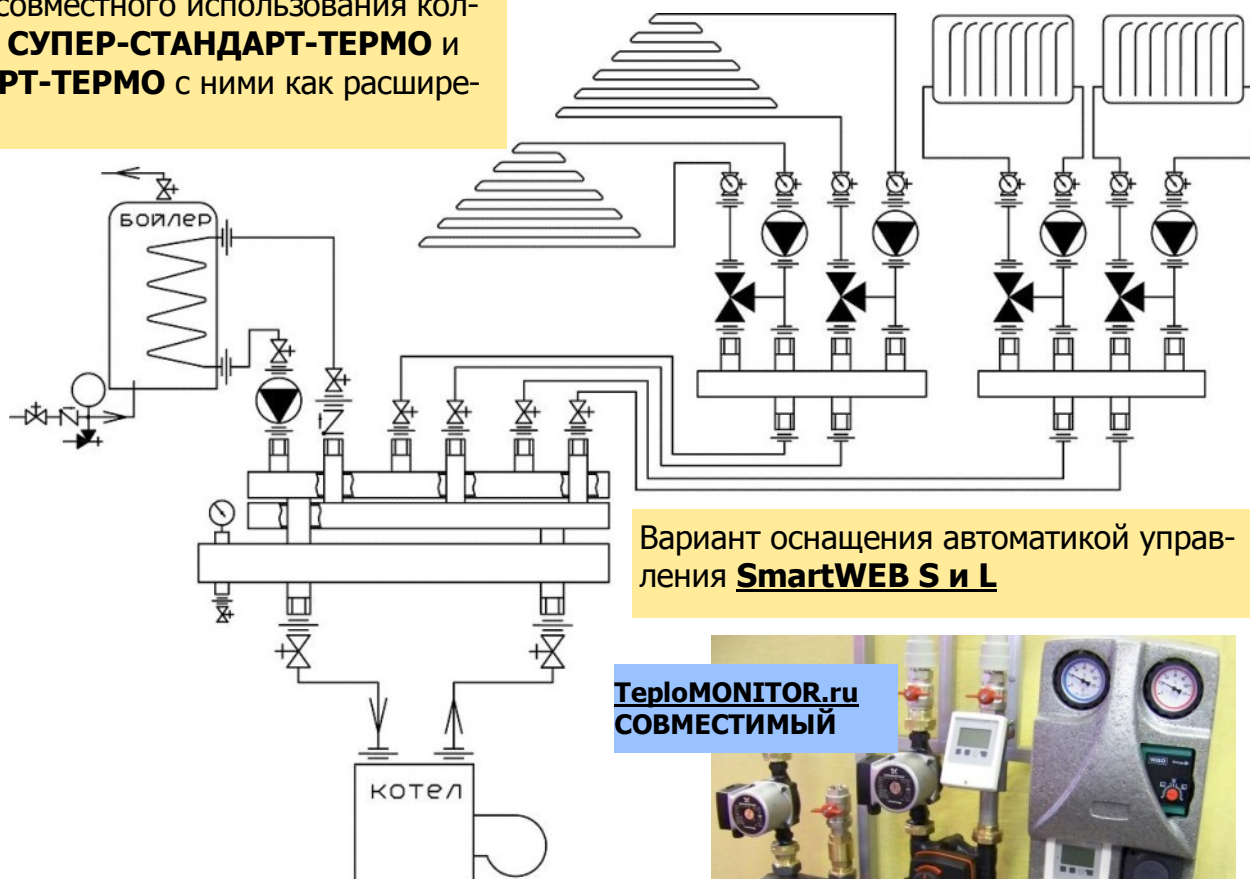 совместного использования кол-
СУПЕР-СТАНДАРТ-ТЕРМО и
РТ-ТЕРМО с ними как расшире-
БОЙЛЕР
Вариант оснащения автоматикой управ-
ления SmartWEB S и L
TeploMONITOR.ru
СОВМЕСТИМЫЙ
WILO
КОТЕЛ